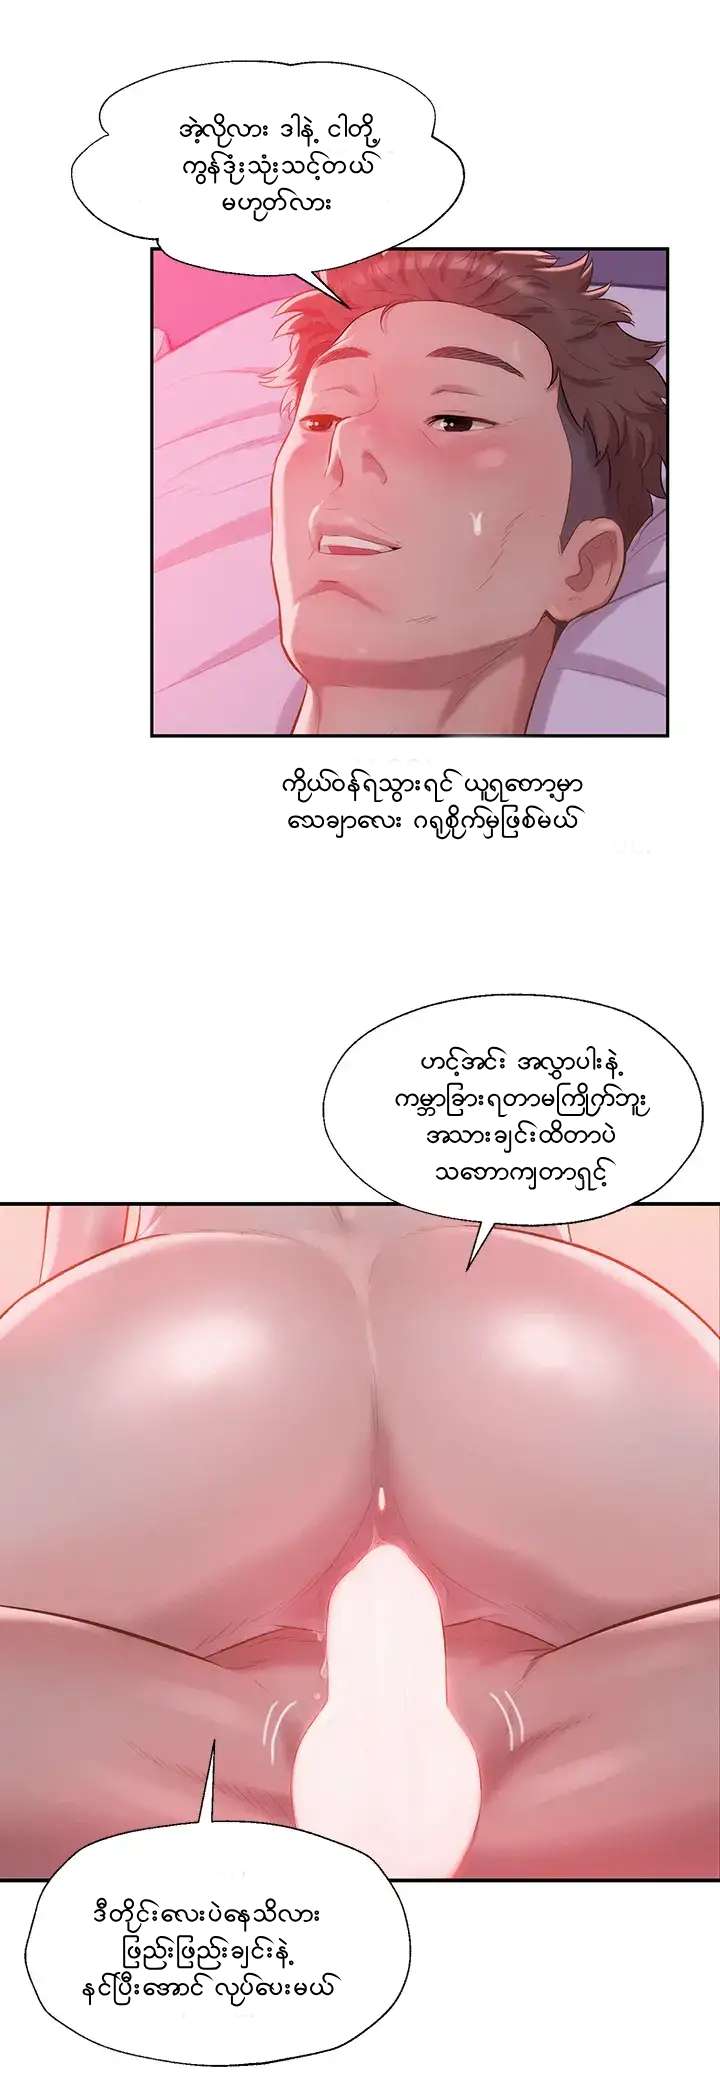 အဲ့လိုလား ဒါနဲ့ ငါတို့
ကွန်ဒုံးသုံးသင့်တယ်
မဟုတ်လား
ကိုယ်ဝန်ရသွားရင် ယူရတော့မှာ
သေချာလေး ဂရုစိုက်မှဖြစ်မယ်
ဟင့်အင်း အလွှာပါးနဲ့
ကမ္ဘာခြားရတာမကြိုက်ဘူး
အသားချင်းထိတာပဲ
သဘောကျတာရှင့်
ဒီတိုင်းလေးပဲနေသိလား
ဖြည်းဖြည်းချင်းနဲ့
နင်ပြီးအောင် လုပ်ပေးမယ်